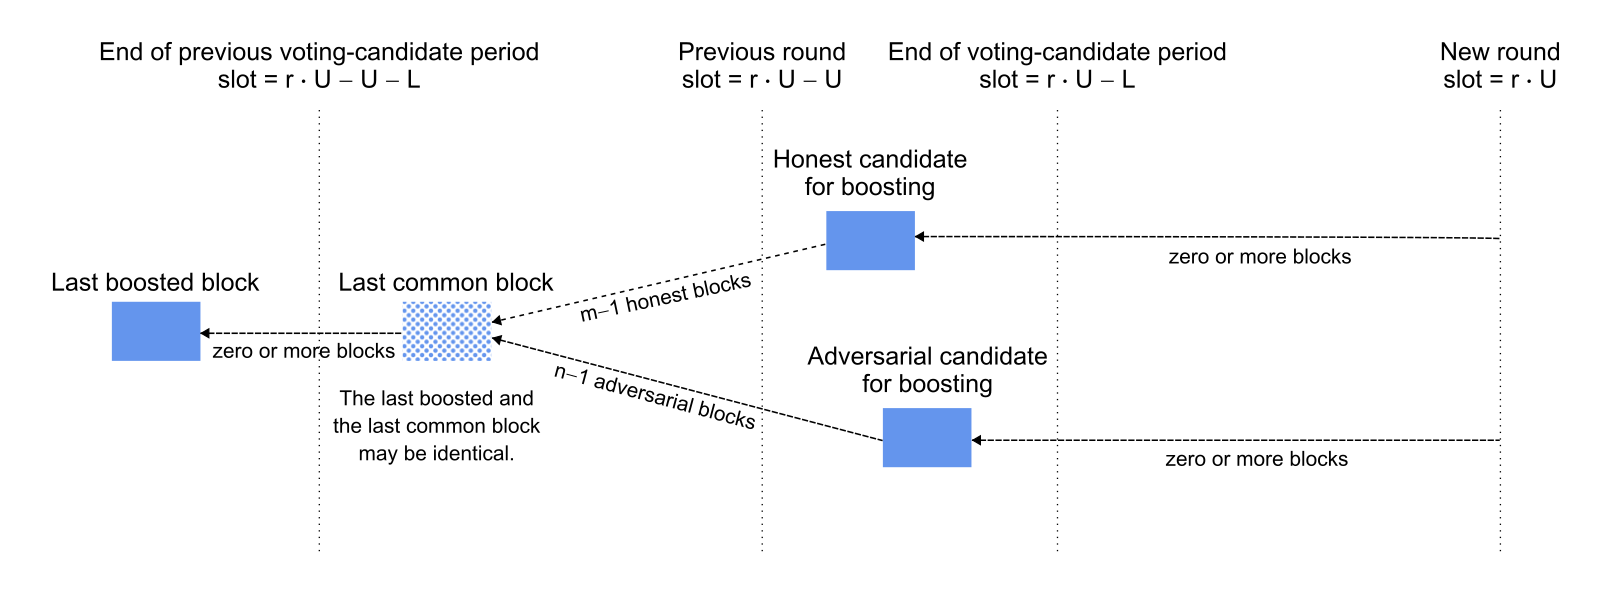 End of previous voting-candidate period
slot = r · U − U − L
Previous round
slot = r · U − U
End of voting-candidate period
slot = r · U − L
New round
slot = r · U
Honest candidate
for boosting
zero or more blocks
Last boosted block
Last common block
m−1 honest blocks
zero or more blocks
Adversarial candidate
for boosting
n−1 adversarial blocks
The last boosted and
the last common block
may be identical.
zero or more blocks